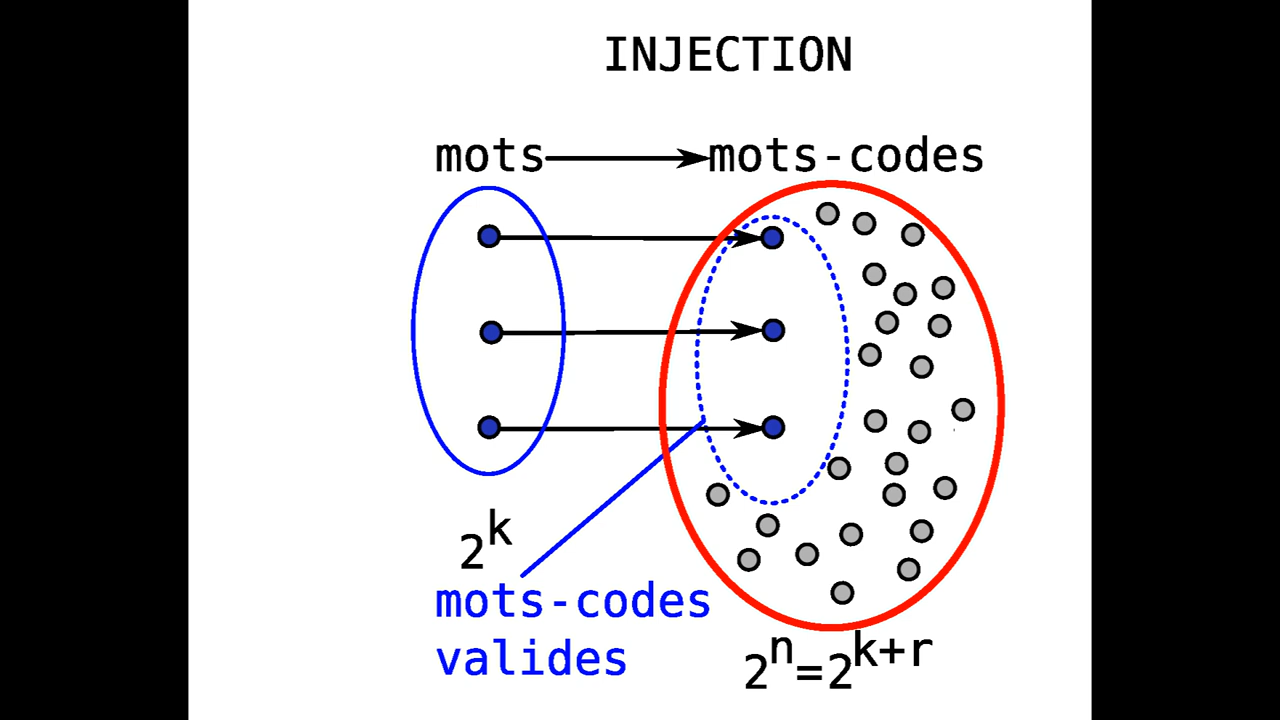 INJECTION
mots mots-codes
2^k
mots-codes
valides
2^n=2^k+r